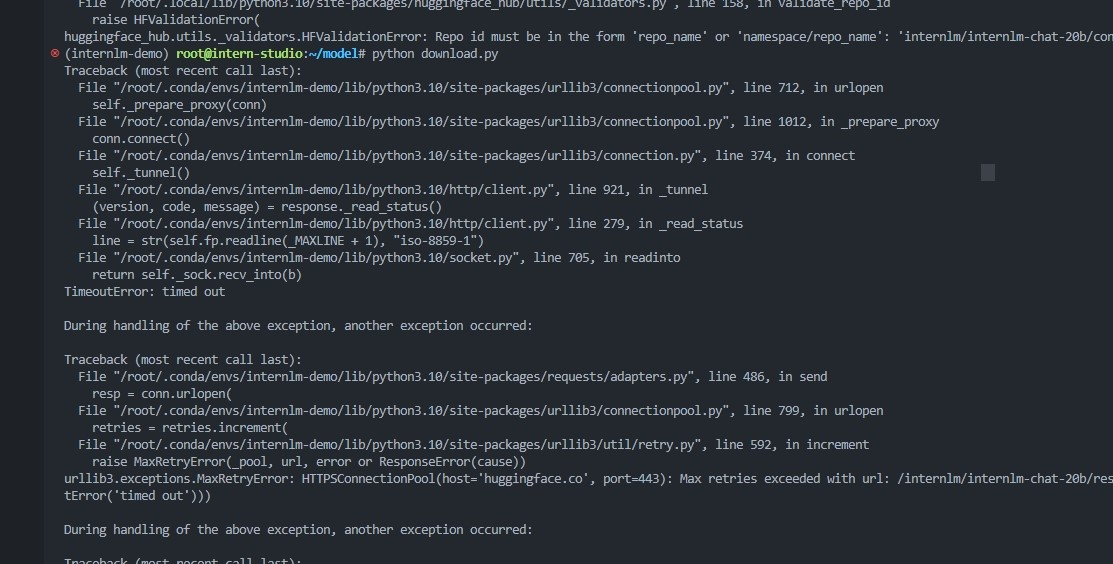 File "/root/.local/lib/python3.10/site-packages/huggingface_hub/utils/_validators.py", line 158, in validate_repo_id
raise HFValidationError(
huggingface_hub.utils._validators.HFValidationError: Repo id must be in the form 'repo_name' or 'namespace/repo_name': 'internlm/internlm-chat-20b/con
(internlm-demo) root@intern-studio:~/model# python download.py
Traceback (most recent call last):
File "/root/.conda/envs/internlm-demo/lib/python3.10/site-packages/urllib3/connectionpool.py", line 712, in urlopen
self._prepare_proxy(conn)
File "/root/.conda/envs/internlm-demo/lib/python3.10/site-packages/urllib3/connectionpool.py", line 1012, in _prepare_proxy
conn.connect()
File "/root/.conda/envs/internlm-demo/lib/python3.10/site-packages/urllib3/connection.py", line 374, in connect
self._tunnel()
File "/root/.conda/envs/internlm-demo/lib/python3.10/http/client.py", line 921, in _tunnel
(version, code, message) = response._read_status()
File "/root/.conda/envs/internlm-demo/lib/python3.10/http/client.py", line 279, in _read_status
line = str(self.fp.readline(_MAXLINE + 1), "iso-8859-1")
File "/root/.conda/envs/internlm-demo/lib/python3.10/socket.py", line 705, in readinto
return self._sock.recv_into(b)
TimeoutError: timed out
During handling of the above exception, another exception occurred:
Traceback (most recent call last):
File "/root/.conda/envs/internlm-demo/lib/python3.10/site-packages/requests/adapters.py", line 486, in send
resp = conn.urlopen(
File "/root/.conda/envs/internlm-demo/lib/python3.10/site-packages/urllib3/connectionpool.py", line 799, in urlopen
retries = retries.increment(
File "/root/.conda/envs/internlm-demo/lib/python3.10/site-packages/urllib3/util/retry.py", line 592, in increment
raise MaxRetryError(_pool, url, error or ResponseError(cause))
urllib3.exceptions.MaxRetryError: HTTPSConnectionPool(host='huggingface.co', port=443): Max retries exceeded with url: /internlm/internlm-chat-20b/res
tError('timed out')))
During handling of the above exception, another exception occurred:
Traceback (most recent call last):